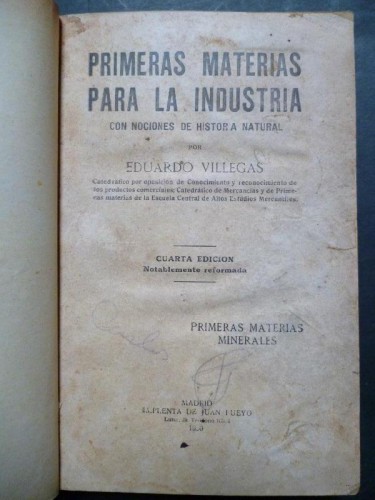 PRIMERAS MATERIAS
PARA LA INDUSTRIA
CON NOCIONES DE HISTORIA NATURAL
POR
EDUARDO VILLEGAS
Catedrático por oposición de Conocimiento y reconocimiento de
los productos comerciales; Catedrático de Mercancías y de Prime-
ras materias de la Escuela Central de Altos Estudios Mercantiles.
CUARTA EDICION
Notablemente reformada
PRIMERAS MATERIAS
MINERALES
MADRID
IMPRENTA DE JUAN PUEYO